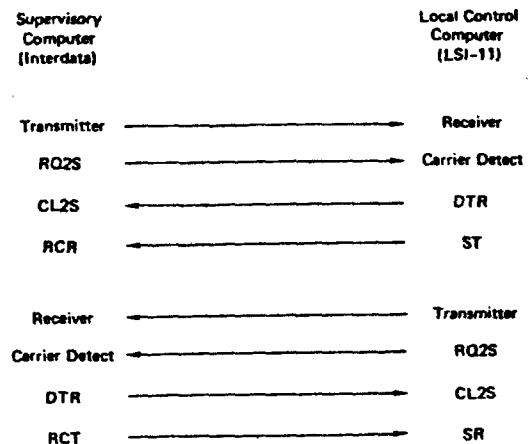 Supervisory Computer (Interdata)
Local Control Computer (LSI-11)
Transmitter Receiver
RQ2S Carrier Detect
CL2S DTR
RCR ST
Receiver Transmitter
Carrier Detect RQ2S
DTR CL2S
RCT SR